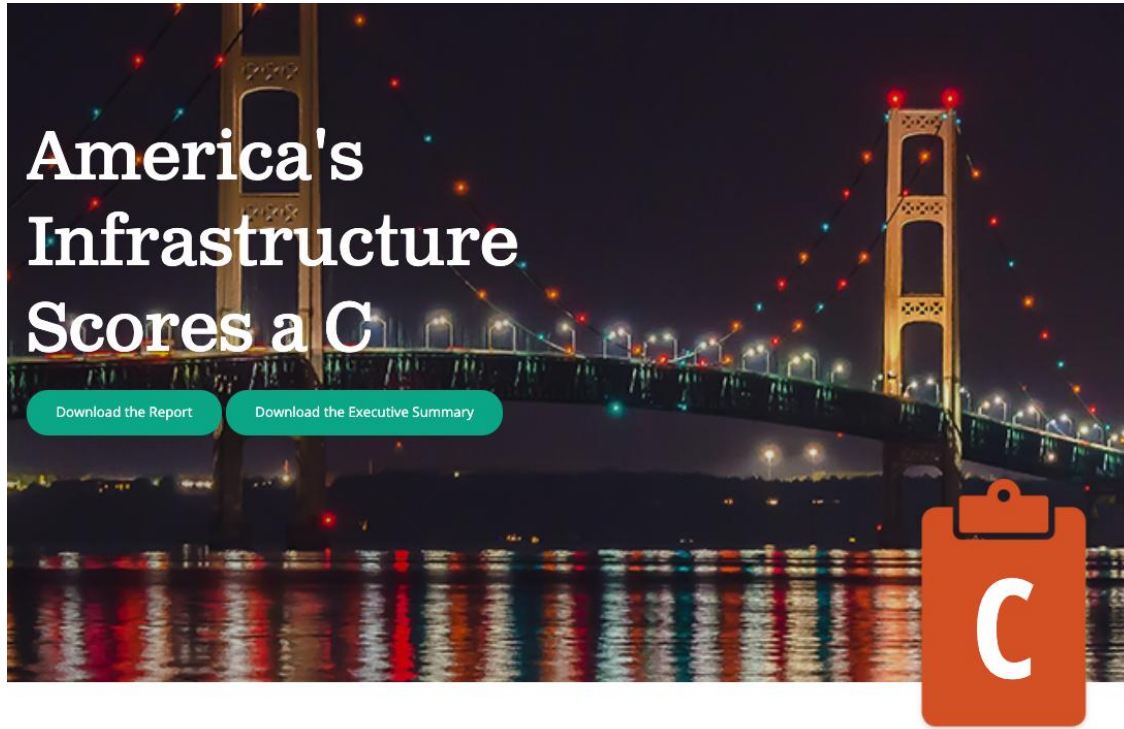 America's
Infrastructure
Scores a C
Download the Report
Download the Executive Summary
C